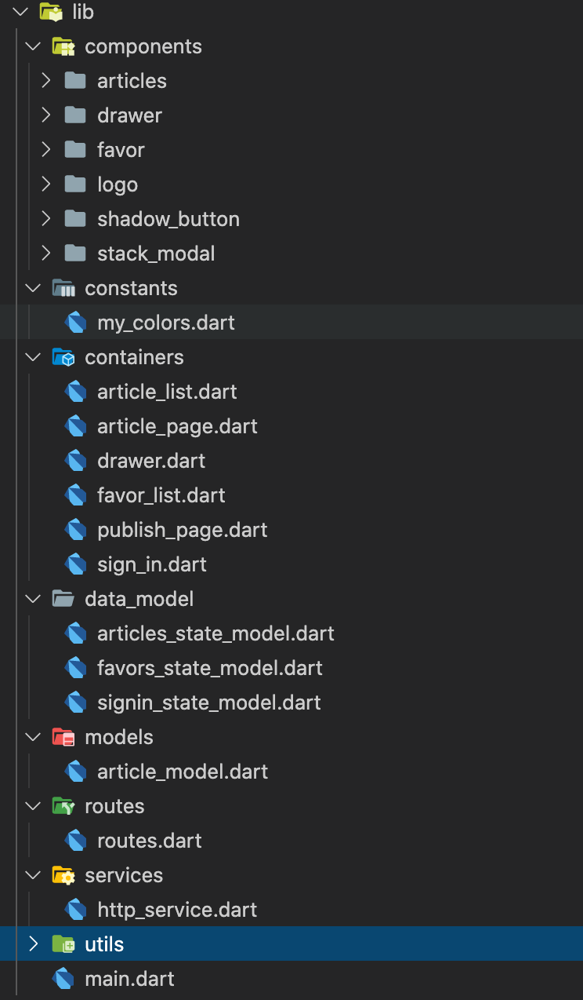 lib
components
articles
drawer
favor
logo
shadow_button
stack_modal
constants
my_colors.dart
containers
article_list.dart
article_page.dart
drawer.dart
favor_list.dart
publish_page.dart
sign_in.dart
data_model
articles_state_model.dart
favors_state_model.dart
signin_state_model.dart
models
article_model.dart
routes
routes.dart
services
http_service.dart
utils
main.dart